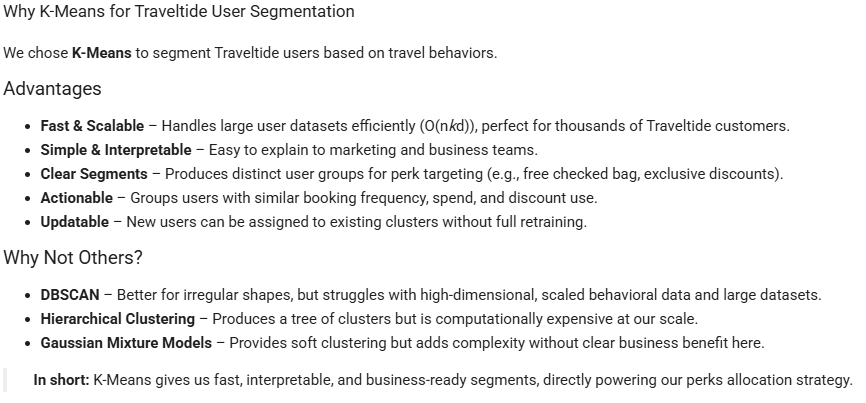 Why K-Means for Traveltide User Segmentation
We chose K-Means to segment Traveltide users based on travel behaviors.
Advantages
• Fast & Scalable – Handles large user datasets efficiently (O(nkd)), perfect for thousands of Traveltide customers.
• Simple & Interpretable – Easy to explain to marketing and business teams.
• Clear Segments – Produces distinct user groups for perk targeting (e.g., free checked bag, exclusive discounts).
• Actionable – Groups users with similar booking frequency, spend, and discount use.
• Updatable – New users can be assigned to existing clusters without full retraining.
Why Not Others?
• DBSCAN – Better for irregular shapes, but struggles with high-dimensional, scaled behavioral data and large datasets.
• Hierarchical Clustering – Produces a tree of clusters but is computationally expensive at our scale.
• Gaussian Mixture Models – Provides soft clustering but adds complexity without clear business benefit here.
In short: K-Means gives us fast, interpretable, and business-ready segments, directly powering our perks allocation strategy.